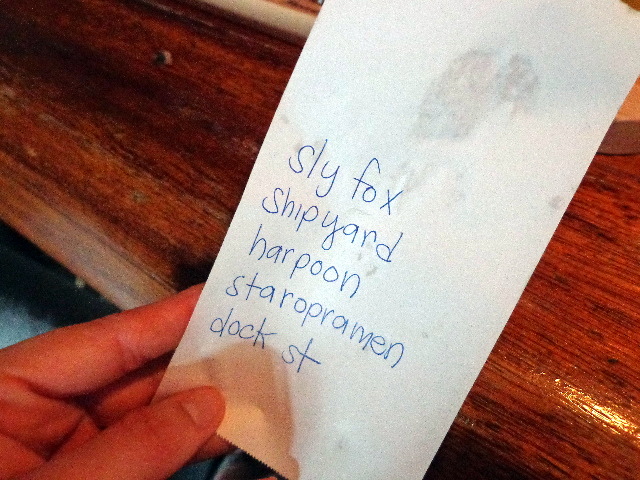 sly fox
shipyard
harpoon
staropramen
dock st